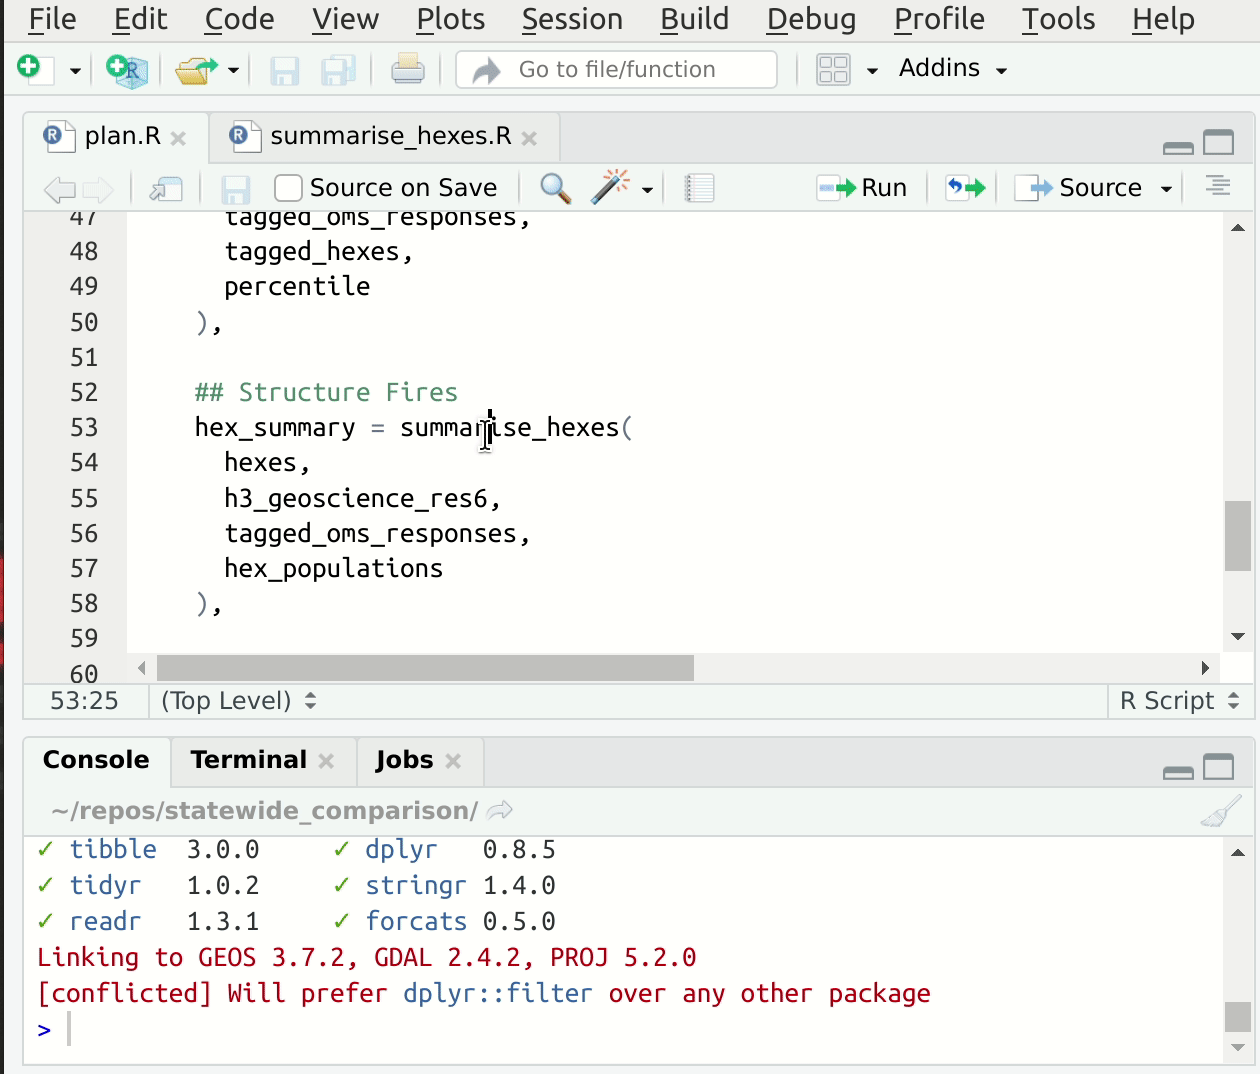 File Edit Code View Plots Session Build Debug Profile Tools Help
Go to file/function Addins
plan.R summarise_hexes.R
Source on Save Run Source
47 tagged_oms_responses,
48 tagged_hexes,
49 percentile
50 ),
51
52 ## Structure Fires
53 hex_summary = summarise_hexes(
54 hexes,
55 h3_geoscience_res6,
56 tagged_oms_responses,
57 hex_populations
58 ),
59
60
53:25 (Top Level) R Script
Console Terminal Jobs
~/repos/statewide_comparison/
✓ tibble 3.0.0 ✓ dplyr 0.8.5
✓ tidyr 1.0.2 ✓ stringr 1.4.0
✓ readr 1.3.1 ✓ forcats 0.5.0
Linking to GEOS 3.7.2, GDAL 2.4.2, PROJ 5.2.0
[conflicted] Will prefer dplyr::filter over any other package
>